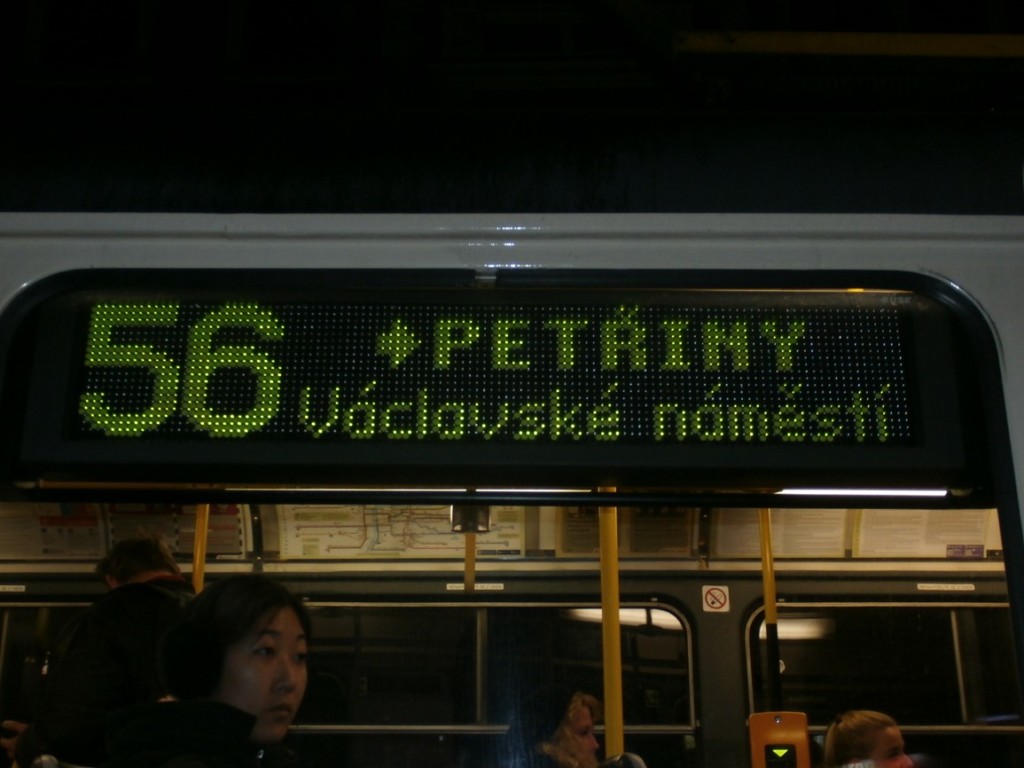 56 → PETŘINY
Václavské náměstí